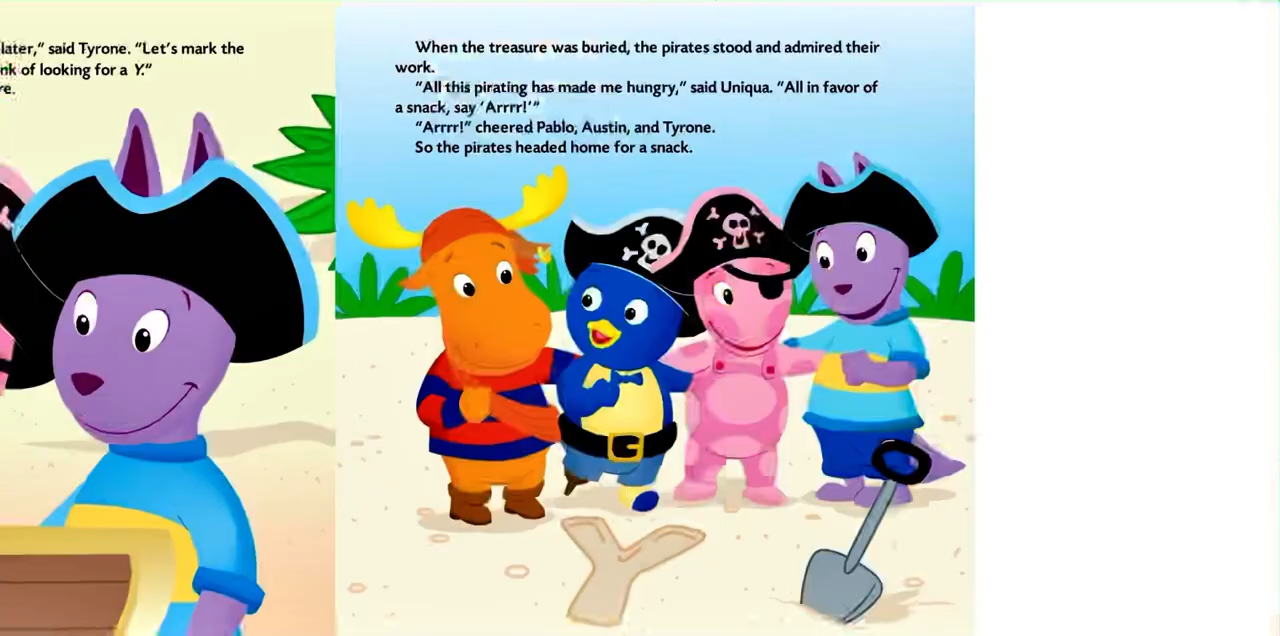 later,” said Tyrone. “Let’s mark the
nk of looking for a Y.”
re.
When the treasure was buried, the pirates stood and admired their
work.
“All this pirating has made me hungry,” said Uniqua. “All in favor of
a snack, say ‘Arrrr!’”
“Arrrr!” cheered Pablo, Austin, and Tyrone.
So the pirates headed home for a snack.
Y